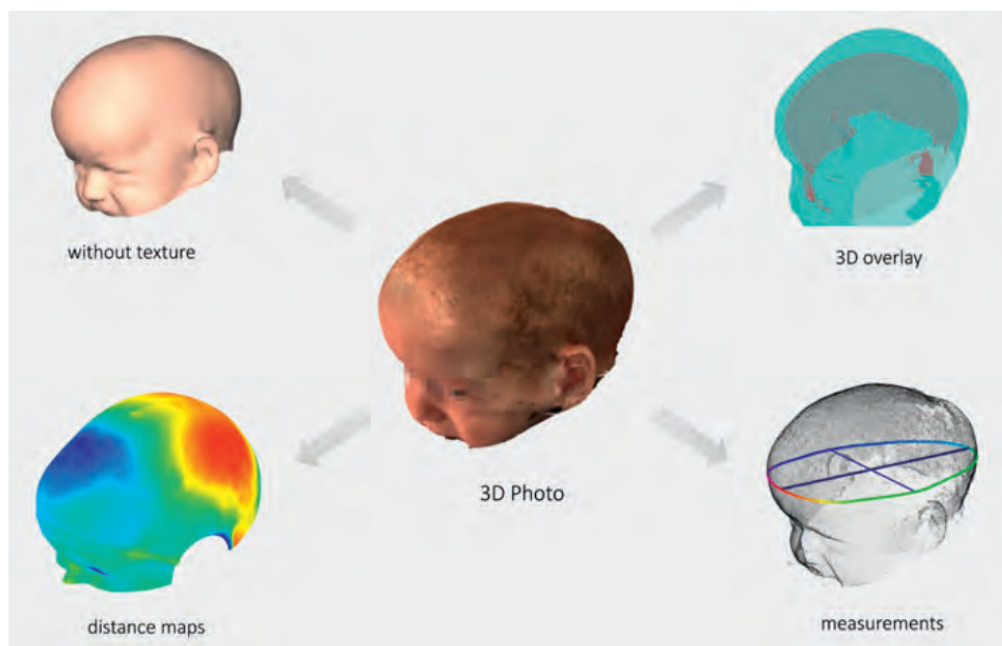 without texture
3D overlay
3D Photo
distance maps
measurements